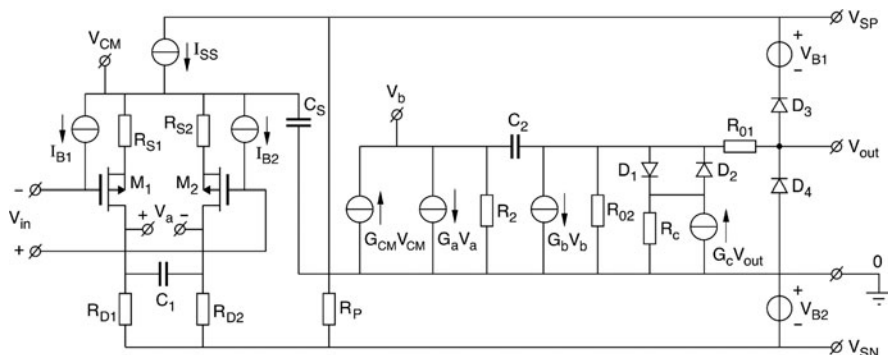 V_SP
V_CM
I_SS
+
V_B1
−
C_S
V_b
C_2
D_3
R_S1
R_S2
R_01
I_B1
I_B2
V_out
D_1
D_2
D_4
−
M_1
M_2
V_in
+
V_a
−
+
G_CM V_CM
G_a V_a
R_2
G_b V_b
R_02
R_c
G_c V_out
0
C_1
R_D1
R_D2
R_P
+
V_B2
−
V_SN